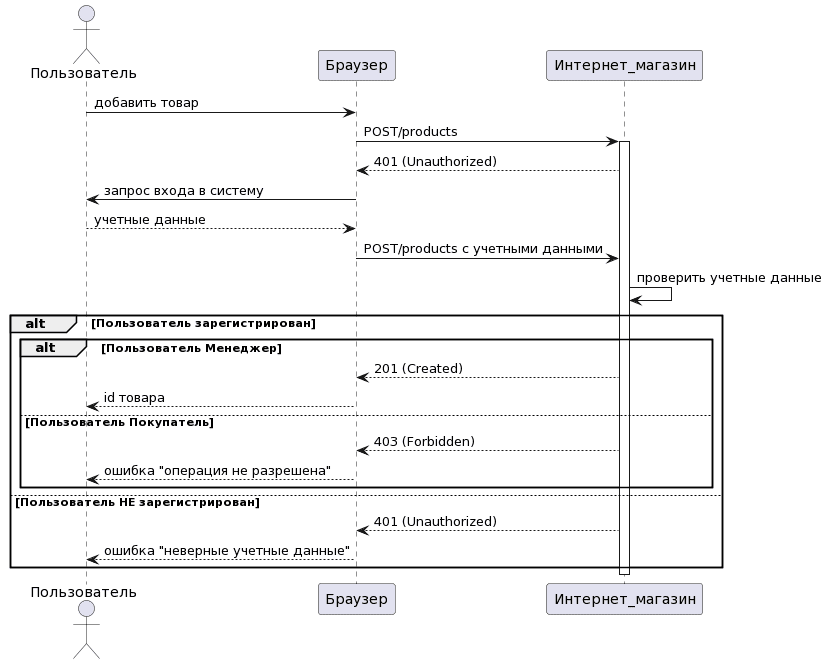 Пользователь
Браузер
Интернет_магазин
добавить товар
POST/products
401 (Unauthorized)
запрос входа в систему
учетные данные
POST/products с учетными данными
проверить учетные данные
alt [Пользователь зарегистрирован]
alt [Пользователь Менеджер]
201 (Created)
id товара
[Пользователь Покупатель]
403 (Forbidden)
ошибка "операция не разрешена"
[Пользователь НЕ зарегистрирован]
401 (Unauthorized)
ошибка "неверные учетные данные"
Пользователь
Браузер
Интернет_магазин